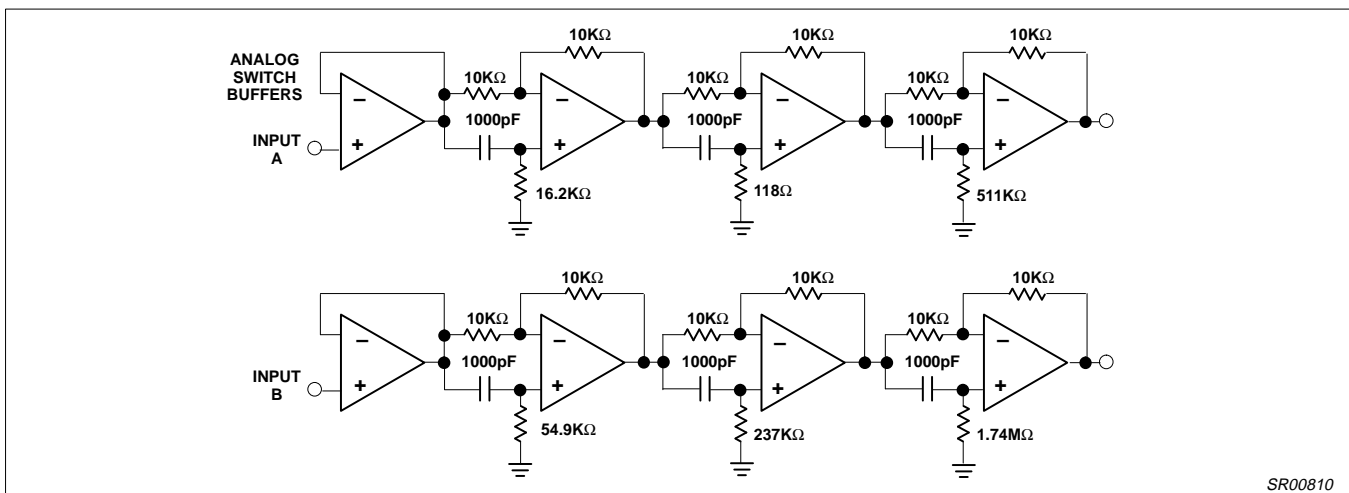 ANALOG
SWITCH
BUFFERS
INPUT
A
−
+
10KΩ
10KΩ
1000pF
−
+
16.2KΩ
10KΩ
10KΩ
1000pF
−
+
118Ω
10KΩ
10KΩ
1000pF
−
+
511KΩ
INPUT
B
−
+
10KΩ
10KΩ
1000pF
−
+
54.9KΩ
10KΩ
10KΩ
1000pF
−
+
237KΩ
10KΩ
10KΩ
1000pF
−
+
1.74MΩ
SR00810